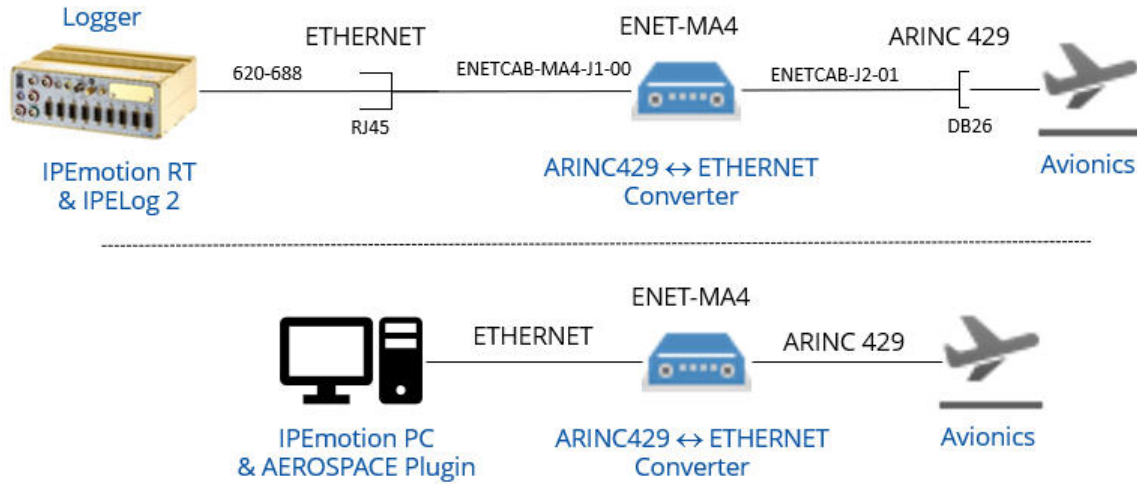 Logger
ETHERNET
ENET-MA4
ARINC 429
620-688
ENETCAB-MA4-J1-00
ENETCAB-J2-01
RJ45
DB26
IPEmotion RT
& IPELog 2
ARINC429 ↔ ETHERNET
Converter
Avionics
ENET-MA4
ETHERNET
ARINC 429
IPEmotion PC
& AEROSPACE Plugin
ARINC429 ↔ ETHERNET
Converter
Avionics